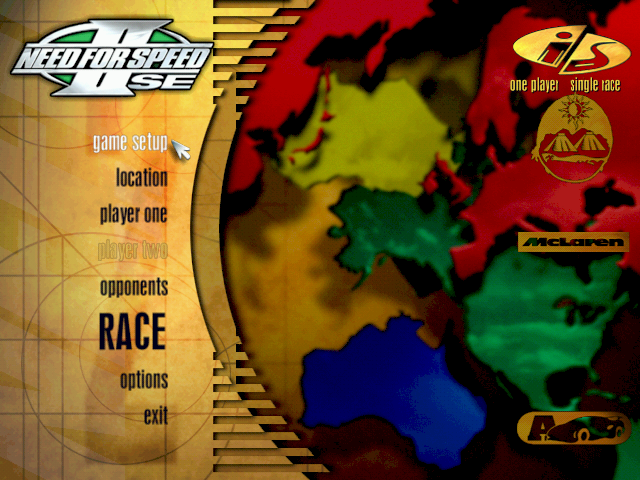 NEED FOR SPEED
II
SE
game setup
location
player one
player two
opponents
RACE
options
exit
1/S
one player single race
McLaren
A